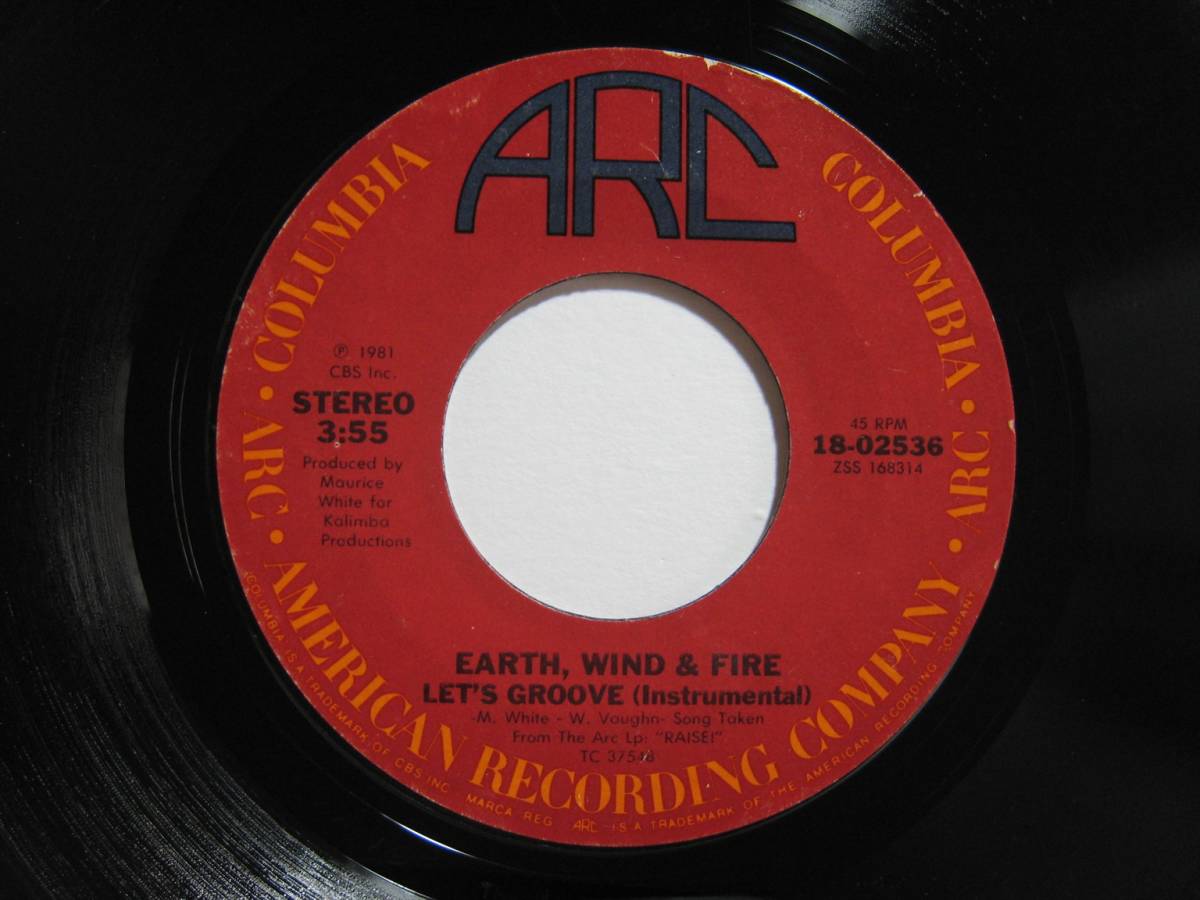 ARC
COLUMBIA • ARC • AMERICAN RECORDING COMPANY • ARC • COLUMBIA
℗ 1981
CBS Inc.
STEREO
3:55
Produced by
Maurice
White for
Kalimba
Productions
45 RPM
18-02536
ZSS 168314
EARTH, WIND & FIRE
LET'S GROOVE (Instrumental)
-M. White - W. Vaughn- Song Taken
From The Arc Lp: "RAISE!"
TC 37548
COLUMBIA IS A TRADEMARK OF CBS INC. MARCA REG. ARC IS A TRADEMARK OF THE AMERICAN RECORDING COMPANY